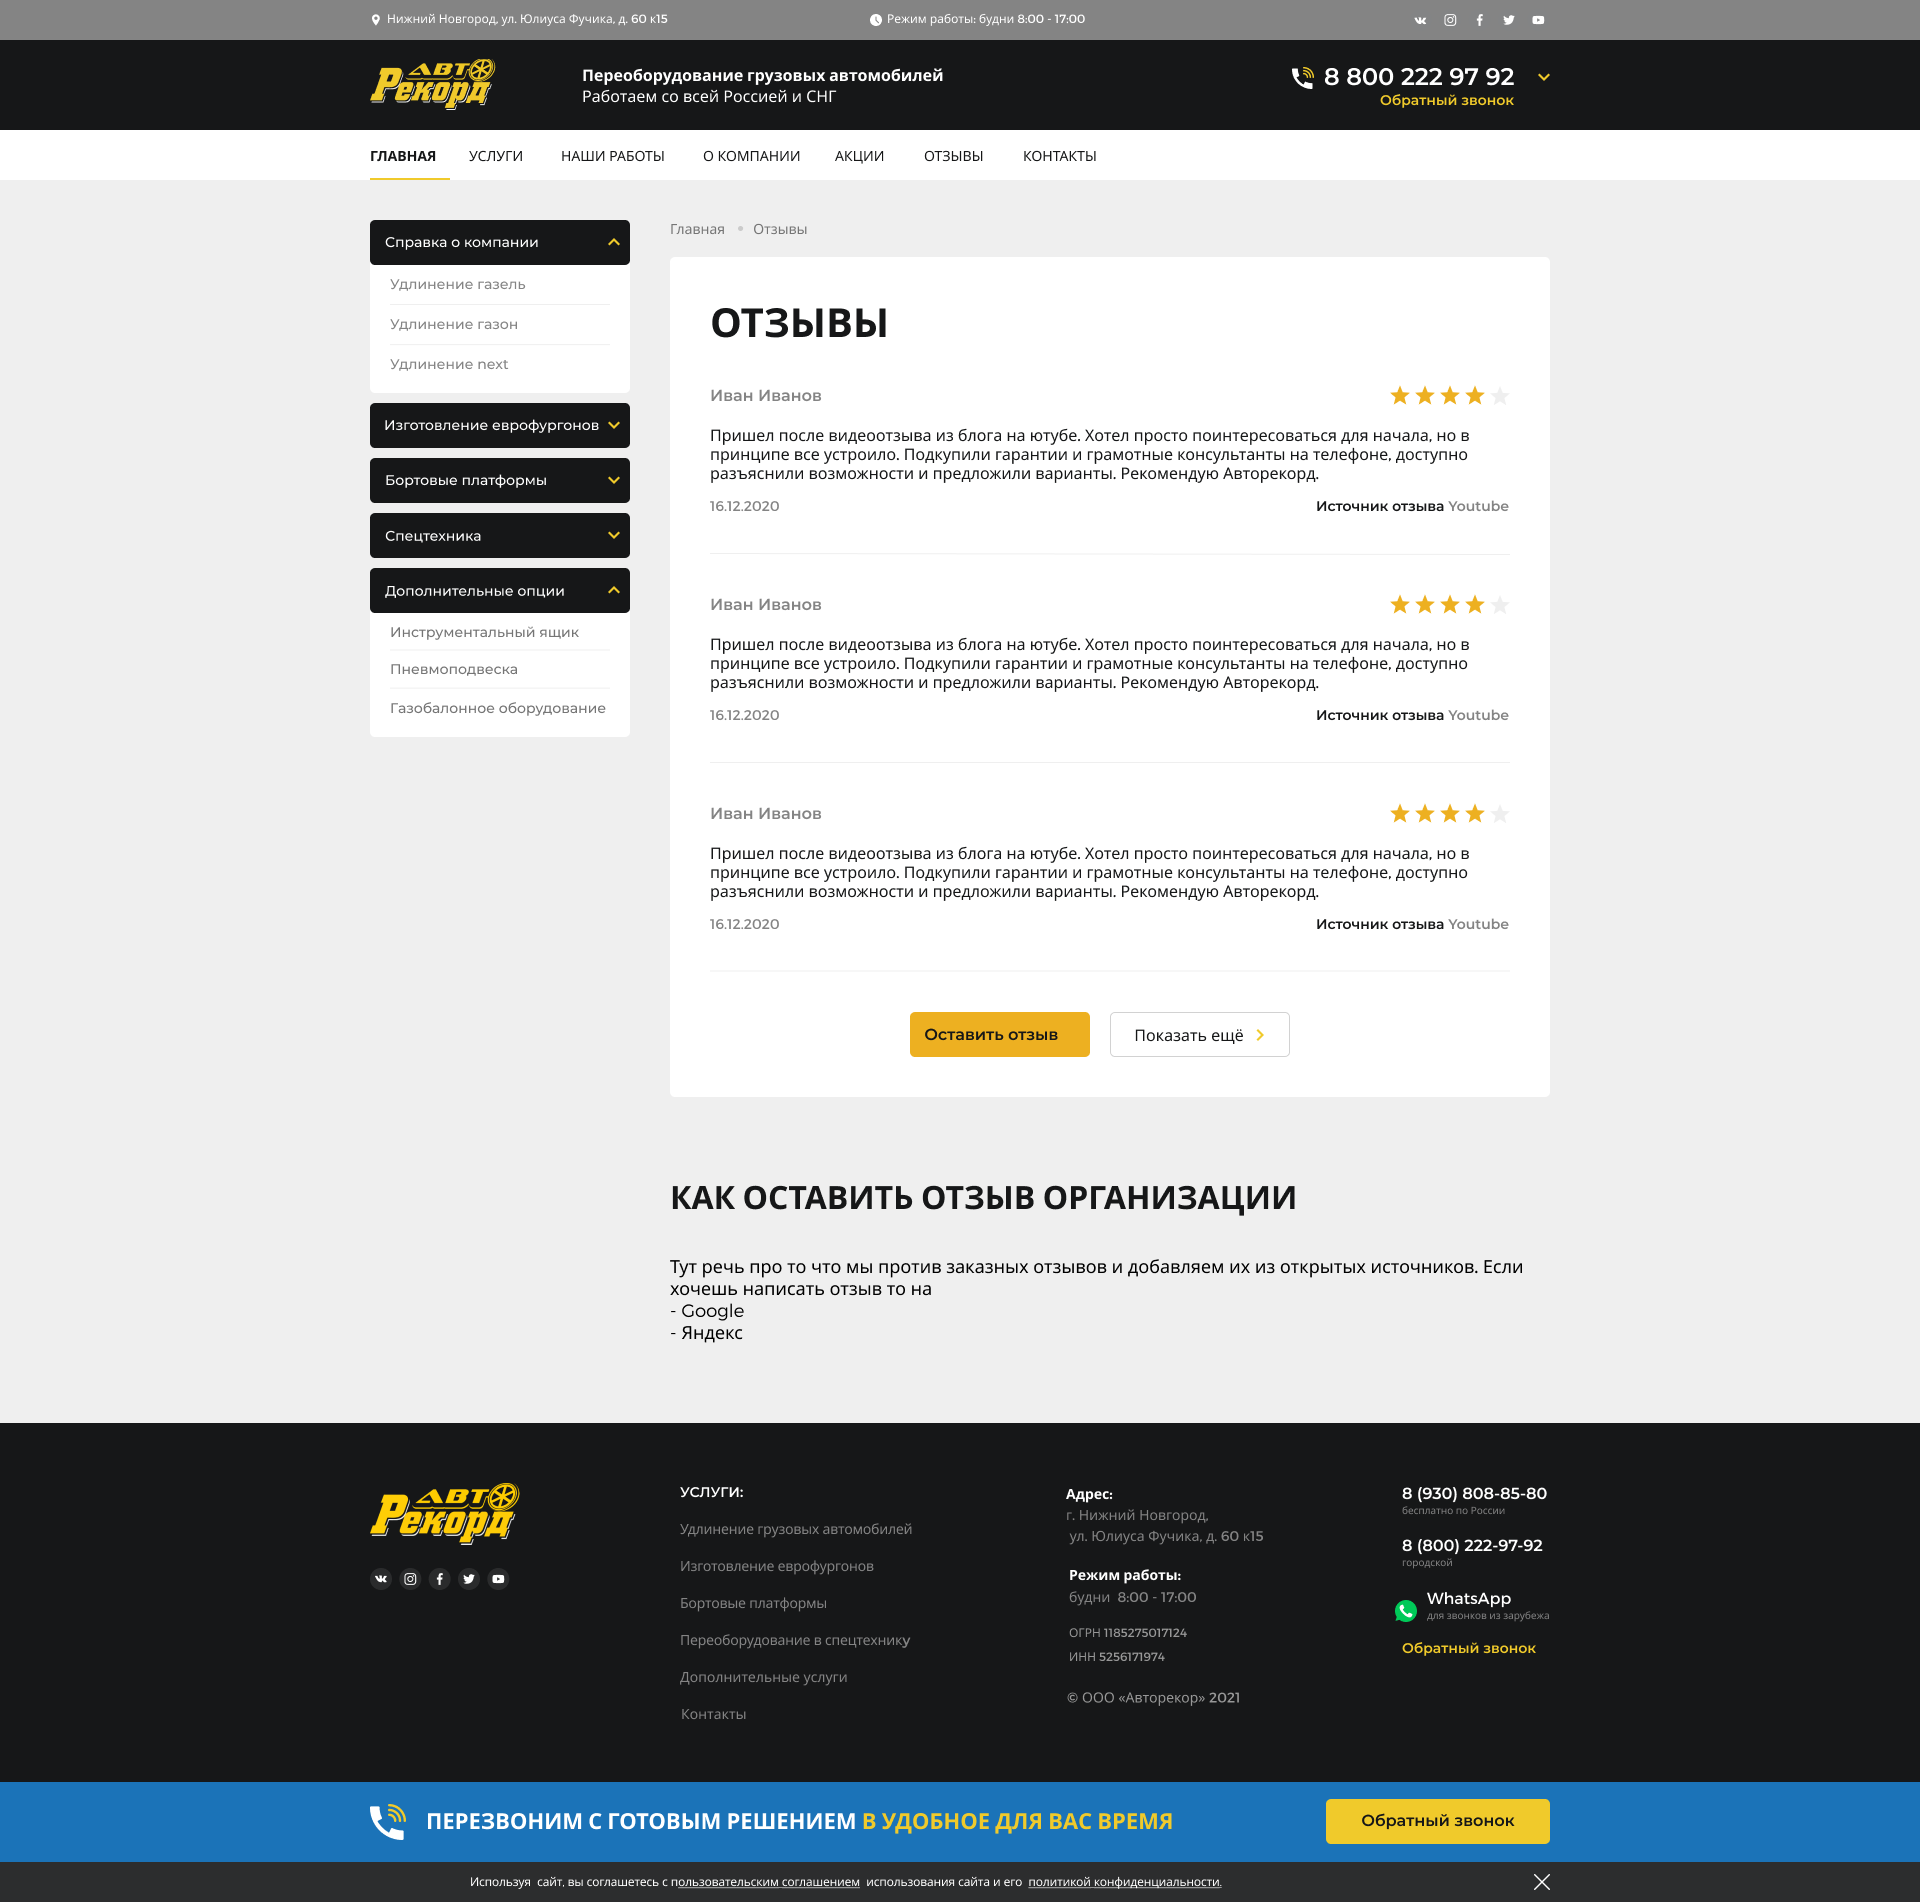 Нижний Новгород, ул. Юлиуса Фучика, д. 60 к15
Режим работы: будни 8:00 - 17:00
АВТО
Рекорд
Переоборудование грузовых автомобилей
Работаем со всей Россией и СНГ
8 800 222 97 92
Обратный звонок
ГЛАВНАЯ
УСЛУГИ
НАШИ РАБОТЫ
О КОМПАНИИ
АКЦИИ
ОТЗЫВЫ
КОНТАКТЫ
Справка о компании
Удлинение газель
Удлинение газон
Удлинение next
Изготовление еврофургонов
Бортовые платформы
Спецтехника
Дополнительные опции
Инструментальный ящик
Пневмоподвеска
Газобалонное оборудование
Главная
Отзывы
ОТЗЫВЫ
Иван Иванов
Пришел после видеоотзыва из блога на ютубе. Хотел просто поинтересоваться для начала, но в
принципе все устроило. Подкупили гарантии и грамотные консультанты на телефоне, доступно
разъяснили возможности и предложили варианты. Рекомендую Авторекорд.
16.12.2020
Источник отзыва Youtube
Иван Иванов
Пришел после видеоотзыва из блога на ютубе. Хотел просто поинтересоваться для начала, но в
принципе все устроило. Подкупили гарантии и грамотные консультанты на телефоне, доступно
разъяснили возможности и предложили варианты. Рекомендую Авторекорд.
16.12.2020
Источник отзыва Youtube
Иван Иванов
Пришел после видеоотзыва из блога на ютубе. Хотел просто поинтересоваться для начала, но в
принципе все устроило. Подкупили гарантии и грамотные консультанты на телефоне, доступно
разъяснили возможности и предложили варианты. Рекомендую Авторекорд.
16.12.2020
Источник отзыва Youtube
Оставить отзыв
Показать ещё
КАК ОСТАВИТЬ ОТЗЫВ ОРГАНИЗАЦИИ
Тут речь про то что мы против заказных отзывов и добавляем их из открытых источников. Если
хочешь написать отзыв то на
- Google
- Яндекс
АВТО
Рекорд
УСЛУГИ:
Удлинение грузовых автомобилей
Изготовление еврофургонов
Бортовые платформы
Переоборудование в спецтехнику
Дополнительные услуги
Контакты
Адрес:
г. Нижний Новгород,
ул. Юлиуса Фучика, д. 60 к15
Режим работы:
будни 8:00 - 17:00
ОГРН 1185275017124
ИНН 5256171974
© ООО «Авторекор» 2021
8 (930) 808-85-80
бесплатно по России
8 (800) 222-97-92
городской
WhatsApp
для звонков из зарубежа
Обратный звонок
ПЕРЕЗВОНИМ С ГОТОВЫМ РЕШЕНИЕМ В УДОБНОЕ ДЛЯ ВАС ВРЕМЯ
Обратный звонок
Используя сайт, вы соглашетесь с пользовательским соглашением использования сайта и его политикой конфиденциальности.